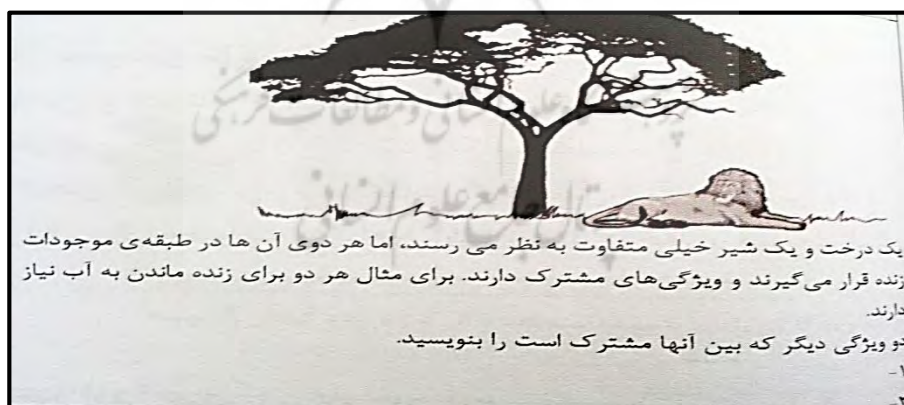 یک درخت و یک شیر خیلی متفاوت به نظر می رسند، اما هر دوی آن ها در طبقه‌ی موجودات
زنده قرار می‌گیرند و ویژگی‌های مشترک دارند. برای مثال هر دو برای زنده ماندن به آب نیاز
دارند.
دو ویژگی دیگر که بین آنها مشترک است را بنویسید.
۱-
۲-